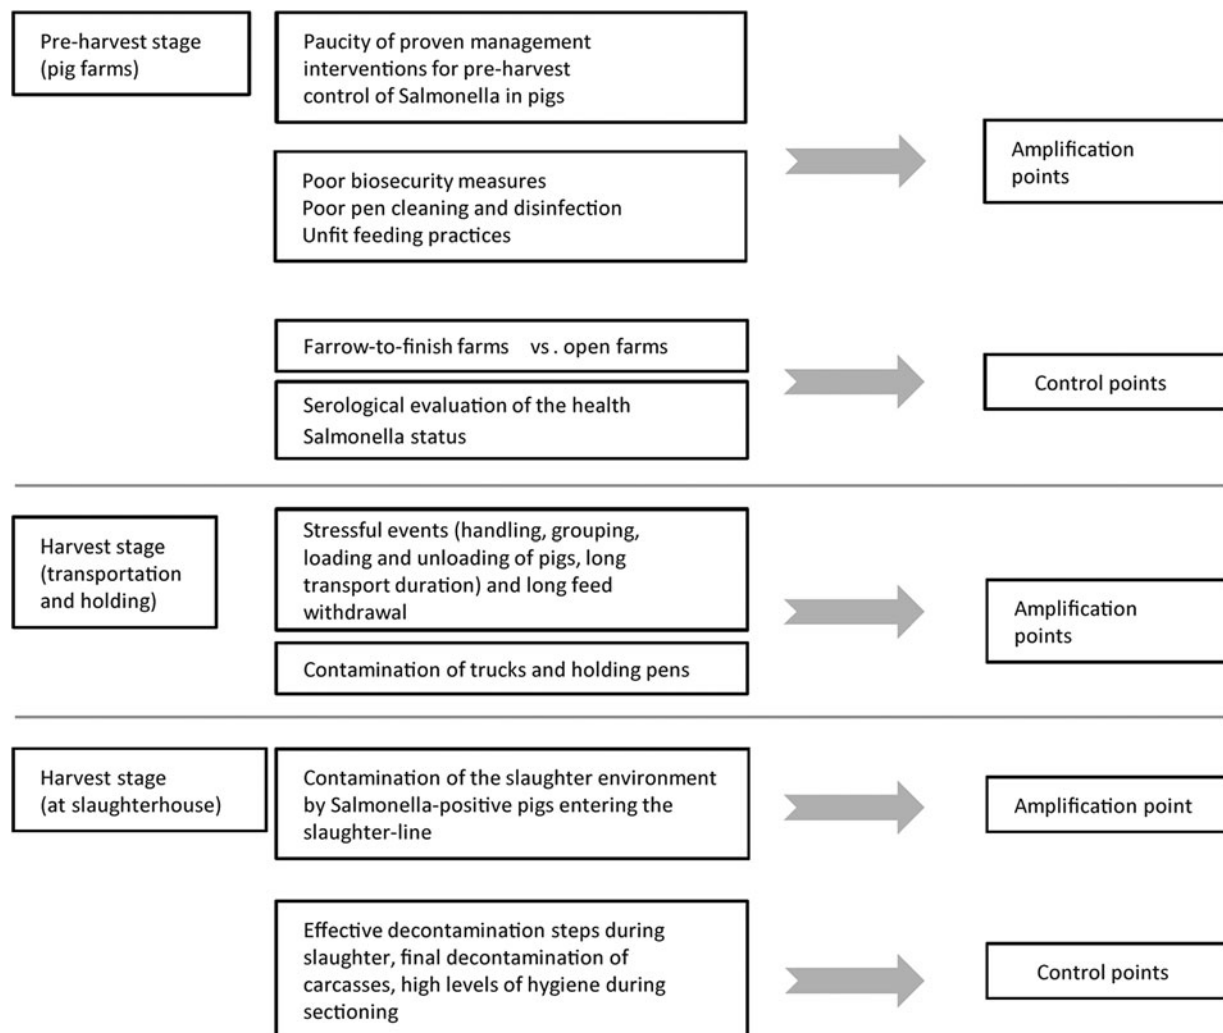 Pre-harvest stage
(pig farms)
Paucity of proven management
interventions for pre-harvest
control of Salmonella in pigs
Poor biosecurity measures
Poor pen cleaning and disinfection
Unfit feeding practices
Amplification
points
Farrow-to-finish farms vs. open farms
Serological evaluation of the health
Salmonella status
Control points
Harvest stage
(transportation
and holding)
Stressful events (handling, grouping,
loading and unloading of pigs, long
transport duration) and long feed
withdrawal
Contamination of trucks and holding pens
Amplification
points
Harvest stage
(at slaughterhouse)
Contamination of the slaughter environment
by Salmonella-positive pigs entering the
slaughter-line
Amplification point
Effective decontamination steps during
slaughter, final decontamination of
carcasses, high levels of hygiene during
sectioning
Control points